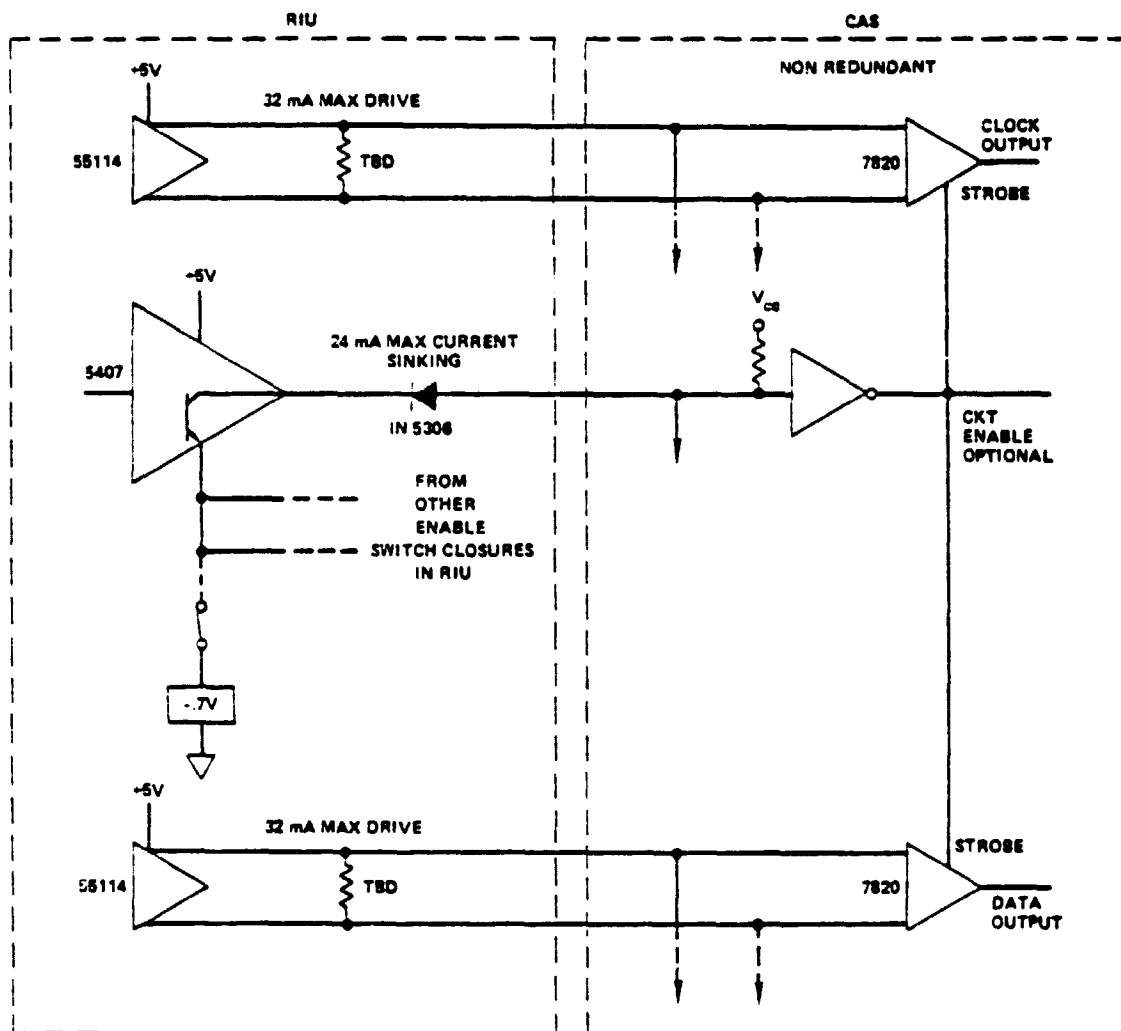 RIU
CAS
NON REDUNDANT
+5V
32 mA MAX DRIVE
55114
TBD
7820
CLOCK
OUTPUT
STROBE
+5V
5407
24 mA MAX CURRENT
SINKING
IN 5306
FROM
OTHER
ENABLE
SWITCH CLOSURES
IN RIU
CKT
ENABLE
OPTIONAL
-.7V
+5V
32 mA MAX DRIVE
55114
TBD
7820
STROBE
DATA
OUTPUT